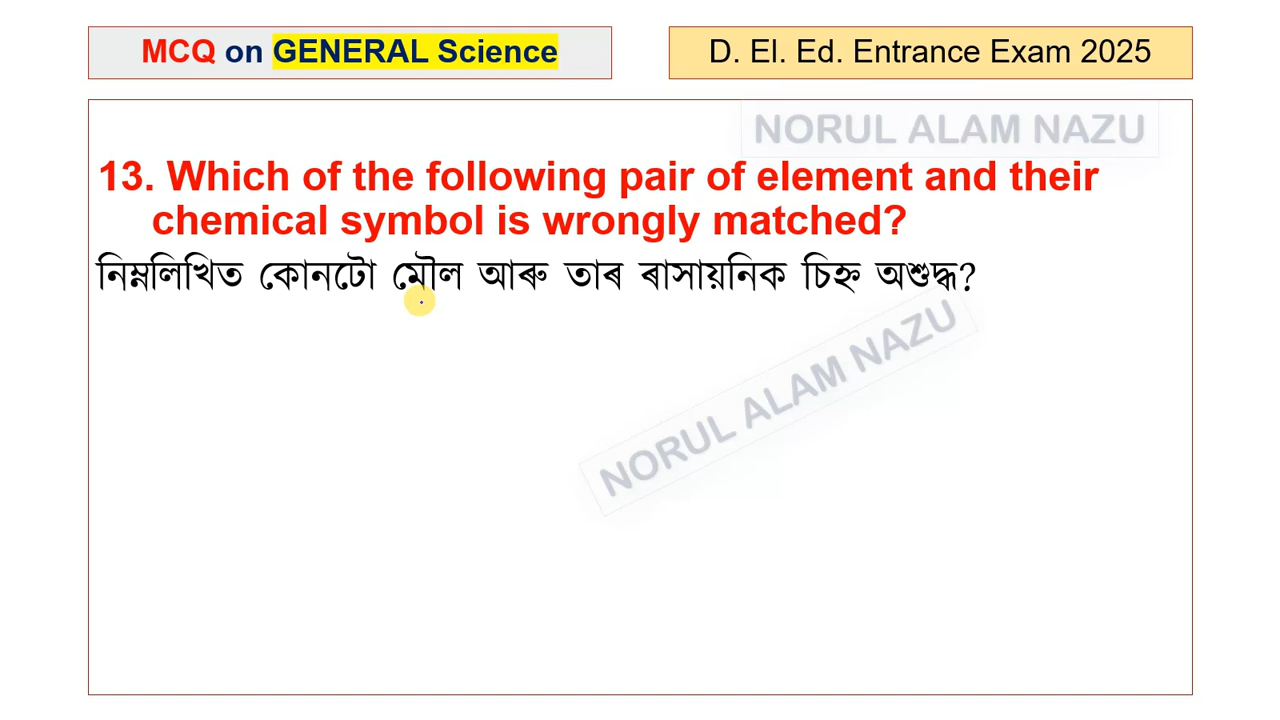 MCQ on GENERAL Science
D. El. Ed. Entrance Exam 2025
NORUL ALAM NAZU
13. Which of the following pair of element and their
chemical symbol is wrongly matched?
নিম্নলিখিত কোনটো মৌল আৰু তাৰ ৰাসায়নিক চিহ্ন অশুদ্ধ?
NORUL ALAM NAZU